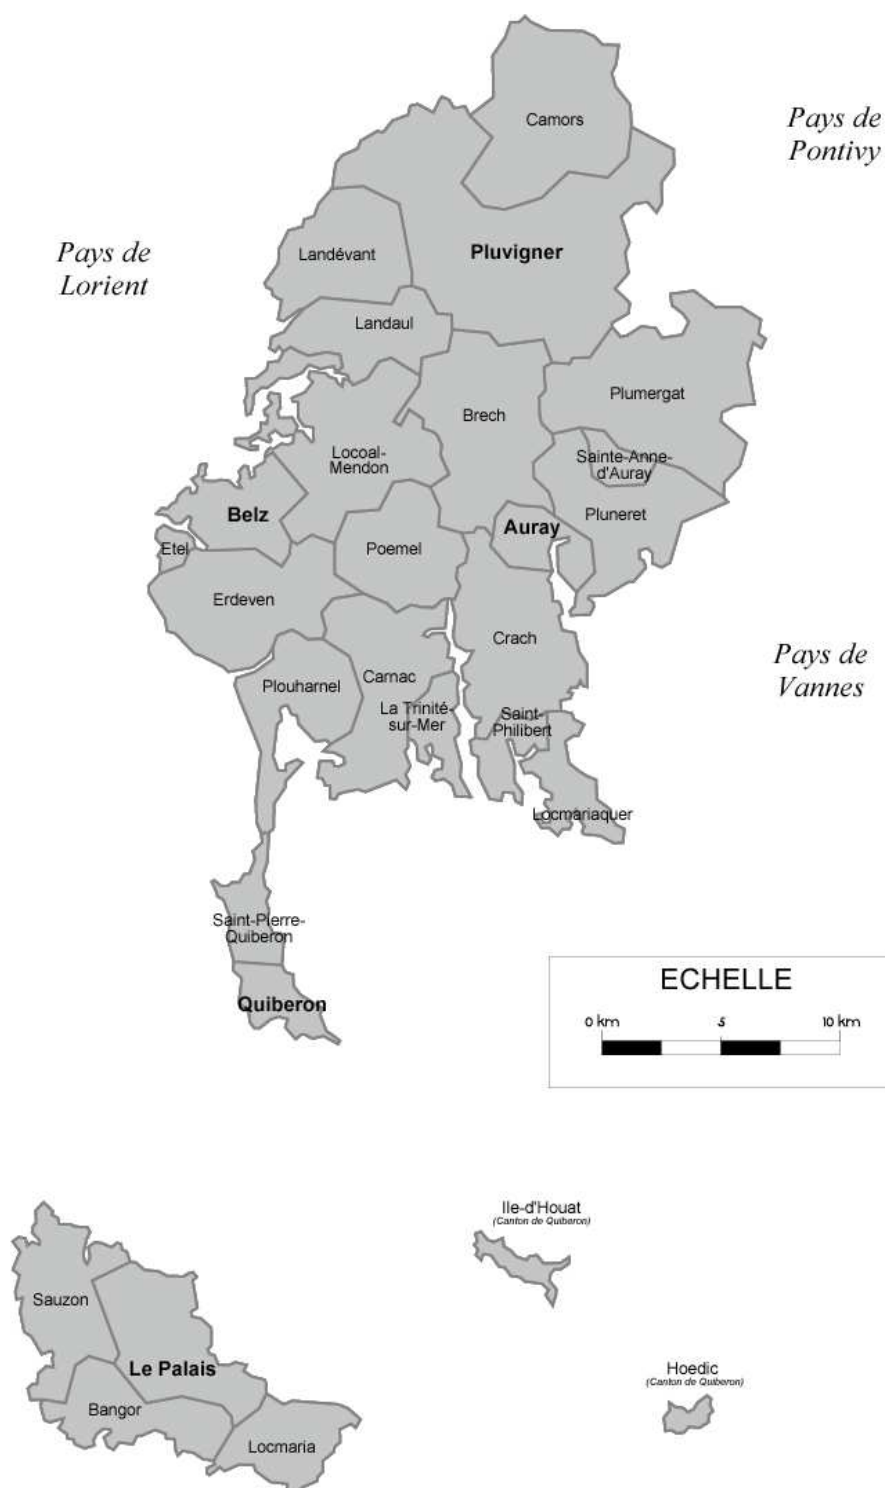 Camors
Pays de
Pontivy
Pluvigner
Landévant
Pays de
Lorient
Landaul
Plumergat
Brech
Locoal-
Mendon
Sainte-Anne-
d'Auray
Belz
Pluneret
Auray
Etel
Poemel
Erdeven
Crach
Pays de
Vannes
Carnac
Plouharnel
La Trinité-
sur-Mer
Saint-
Philibert
Locmariaquer
Saint-Pierre-
Quiberon
Quiberon
ECHELLE
0 km 5 10 km
Ile-d'Houat
(Canton de Quiberon)
Sauzon
Le Palais
Hoedic
(Canton de Quiberon)
Bangor
Locmaria